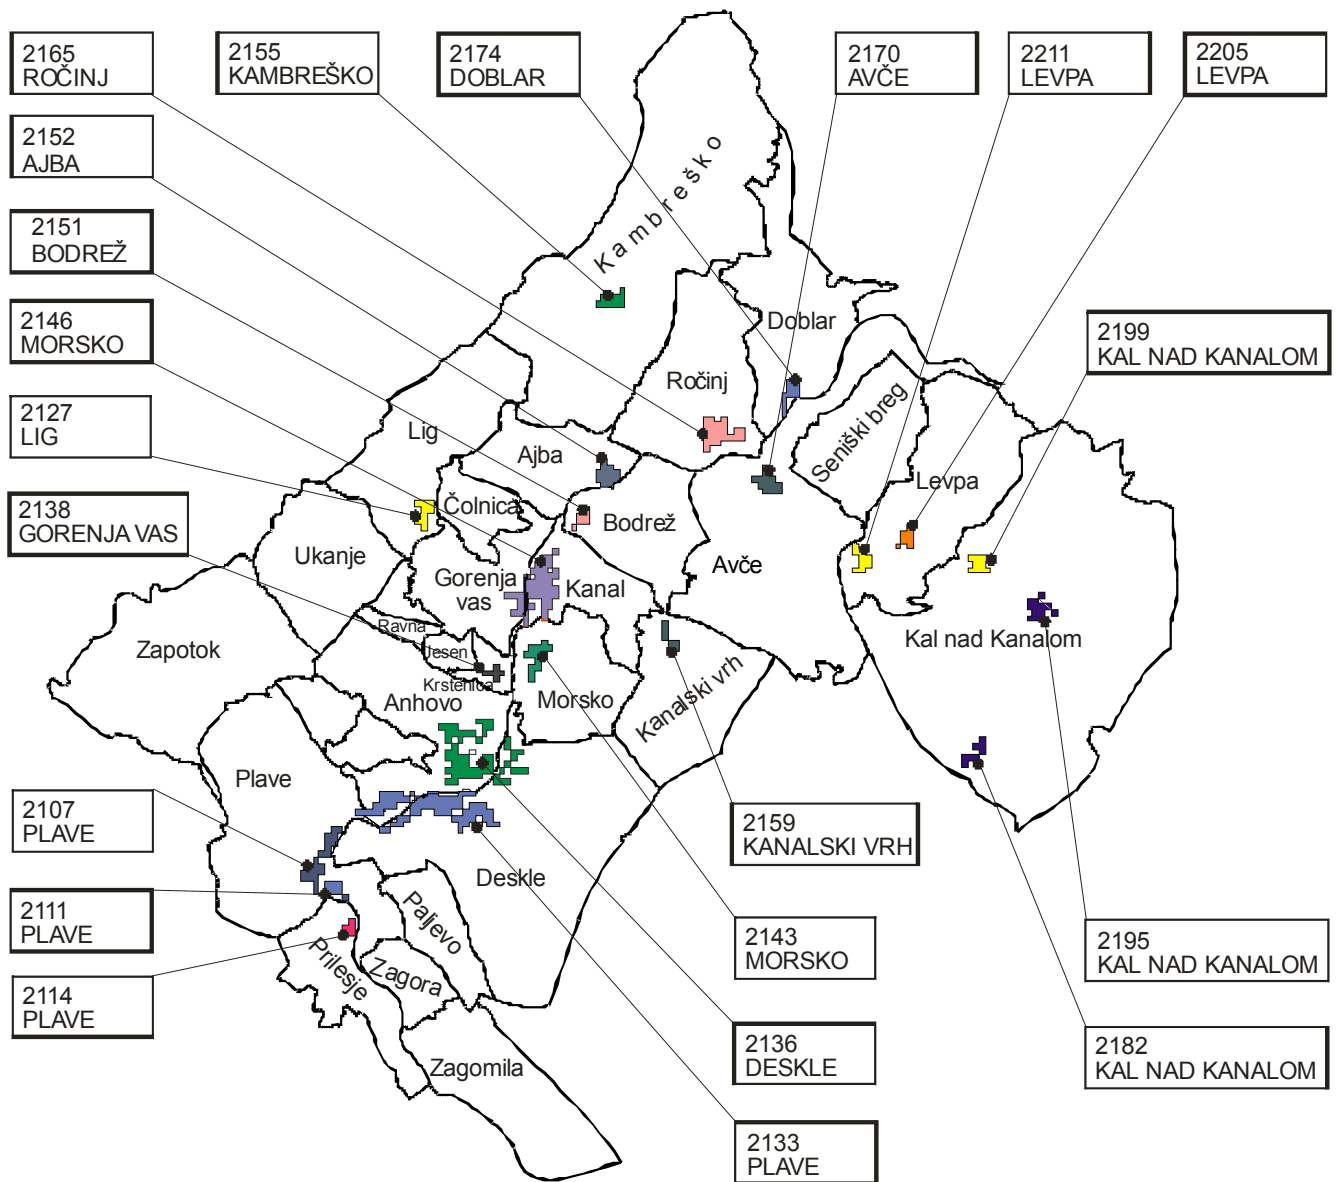 2165
ROČINJ
2155
KAMBREŠKO
2174
DOBLAR
2170
AVČE
2211
LEVPA
2205
LEVPA
2152
AJBA
2151
BODREŽ
2146
MORSKO
2127
LIG
2138
GORENJA VAS
2199
KAL NAD KANALOM
Kambreško
Doblar
Ročinj
Seniški breg
Lig
Ajba
Levpa
Čolnica
Bodrež
Ukanje
Avče
Gorenja
vas
Kanal
Ravna
Kal nad Kanalom
Zapotok
Jesen
Krstenica
Anhovo
Morsko
Kanalski vrh
Plave
2107
PLAVE
2159
KANALSKI VRH
Deskle
2111
PLAVE
Paljevo
2143
MORSKO
2195
KAL NAD KANALOM
Prilesje
Zagora
2114
PLAVE
2136
DESKLE
2182
KAL NAD KANALOM
Zagomila
2133
PLAVE